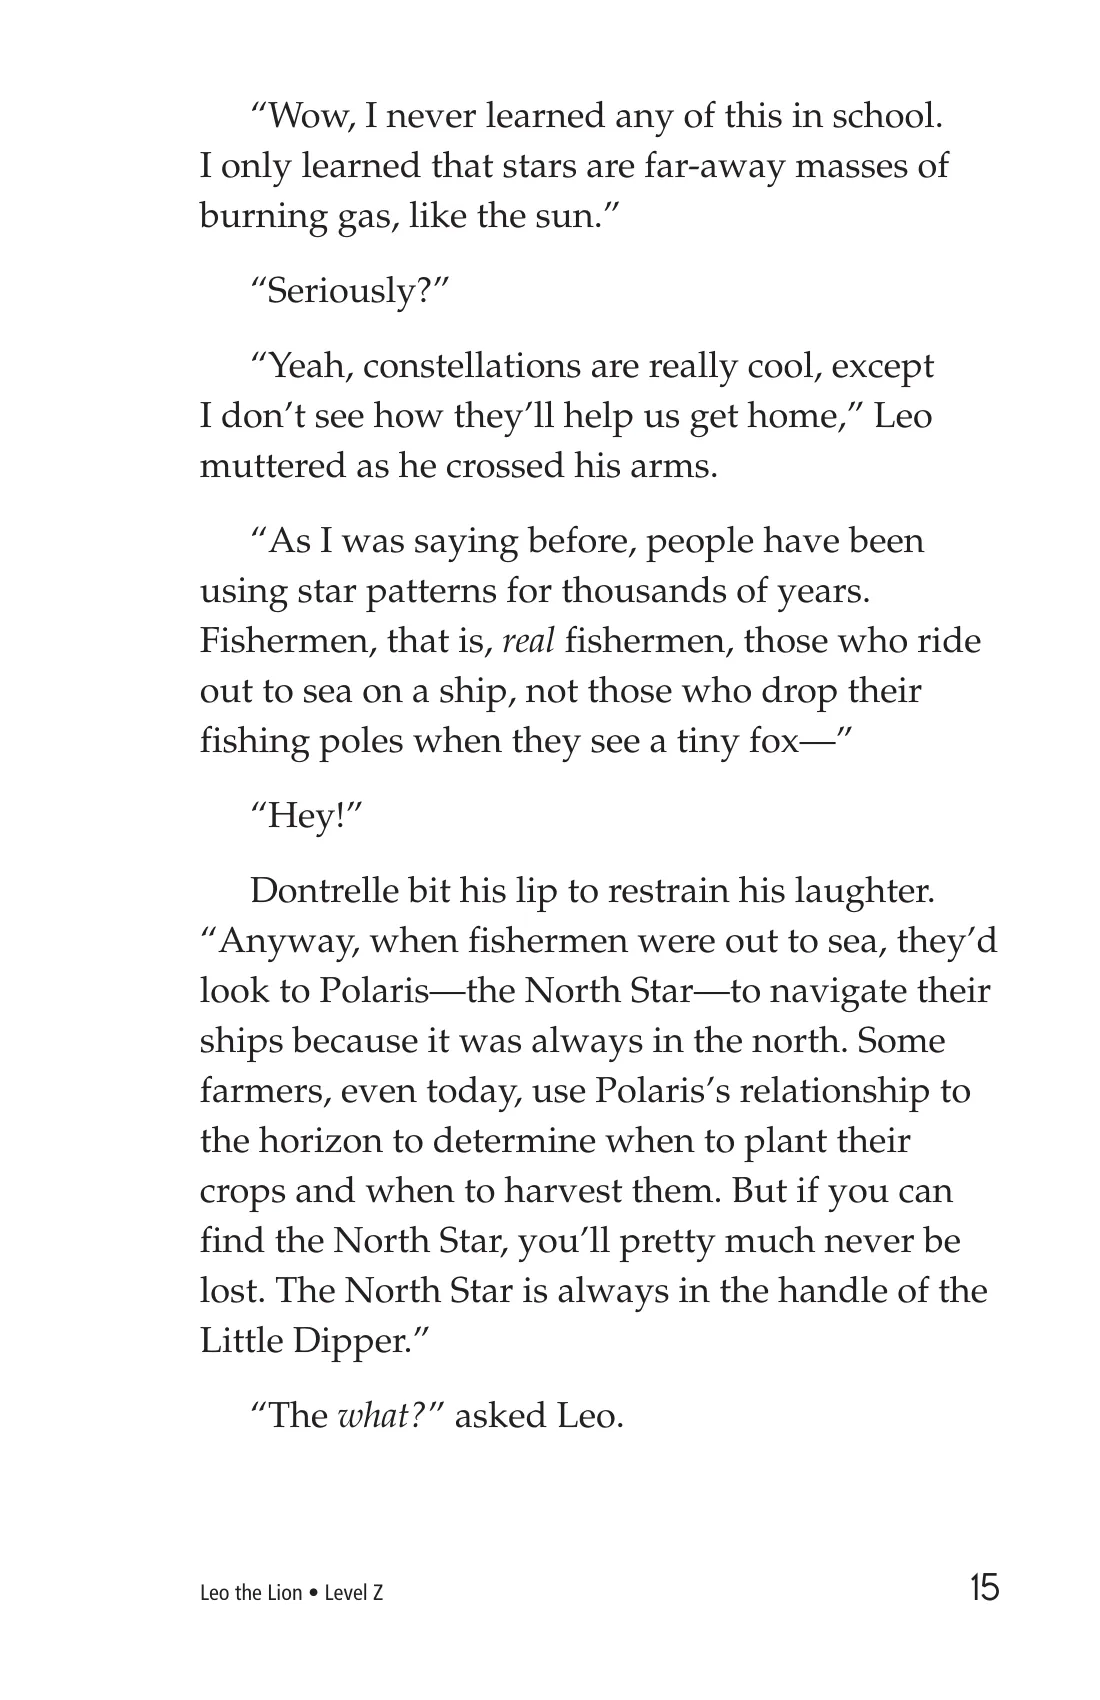 “Wow, I never learned any of this in school.
I only learned that stars are far-away masses of
burning gas, like the sun.”
“Seriously?”
“Yeah, constellations are really cool, except
I don’t see how they’ll help us get home,” Leo
muttered as he crossed his arms.
“As I was saying before, people have been
using star patterns for thousands of years.
Fishermen, that is, real fishermen, those who ride
out to sea on a ship, not those who drop their
fishing poles when they see a tiny fox—”
“Hey!”
Dontrelle bit his lip to restrain his laughter.
“Anyway, when fishermen were out to sea, they’d
look to Polaris—the North Star—to navigate their
ships because it was always in the north. Some
farmers, even today, use Polaris’s relationship to
the horizon to determine when to plant their
crops and when to harvest them. But if you can
find the North Star, you’ll pretty much never be
lost. The North Star is always in the handle of the
Little Dipper.”
“The what?” asked Leo.
Leo the Lion • Level Z 15